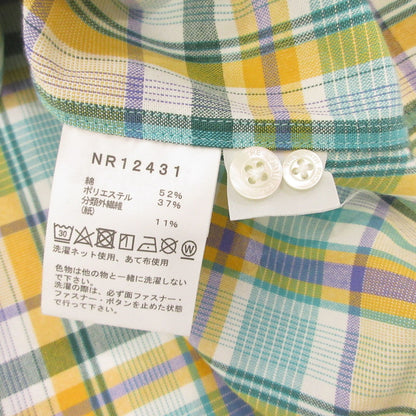 NR12431
綿 52%
ポリエステル 37%
分類外繊維
(紙) 11%
30
W
洗濯ネット使用、あて布使用
色物は他の物と一緒に洗濯しない
で下さい。
洗濯の際は、必ず面ファスナー・
ファスナー・ボタンを止めた状態
で行って下さい。